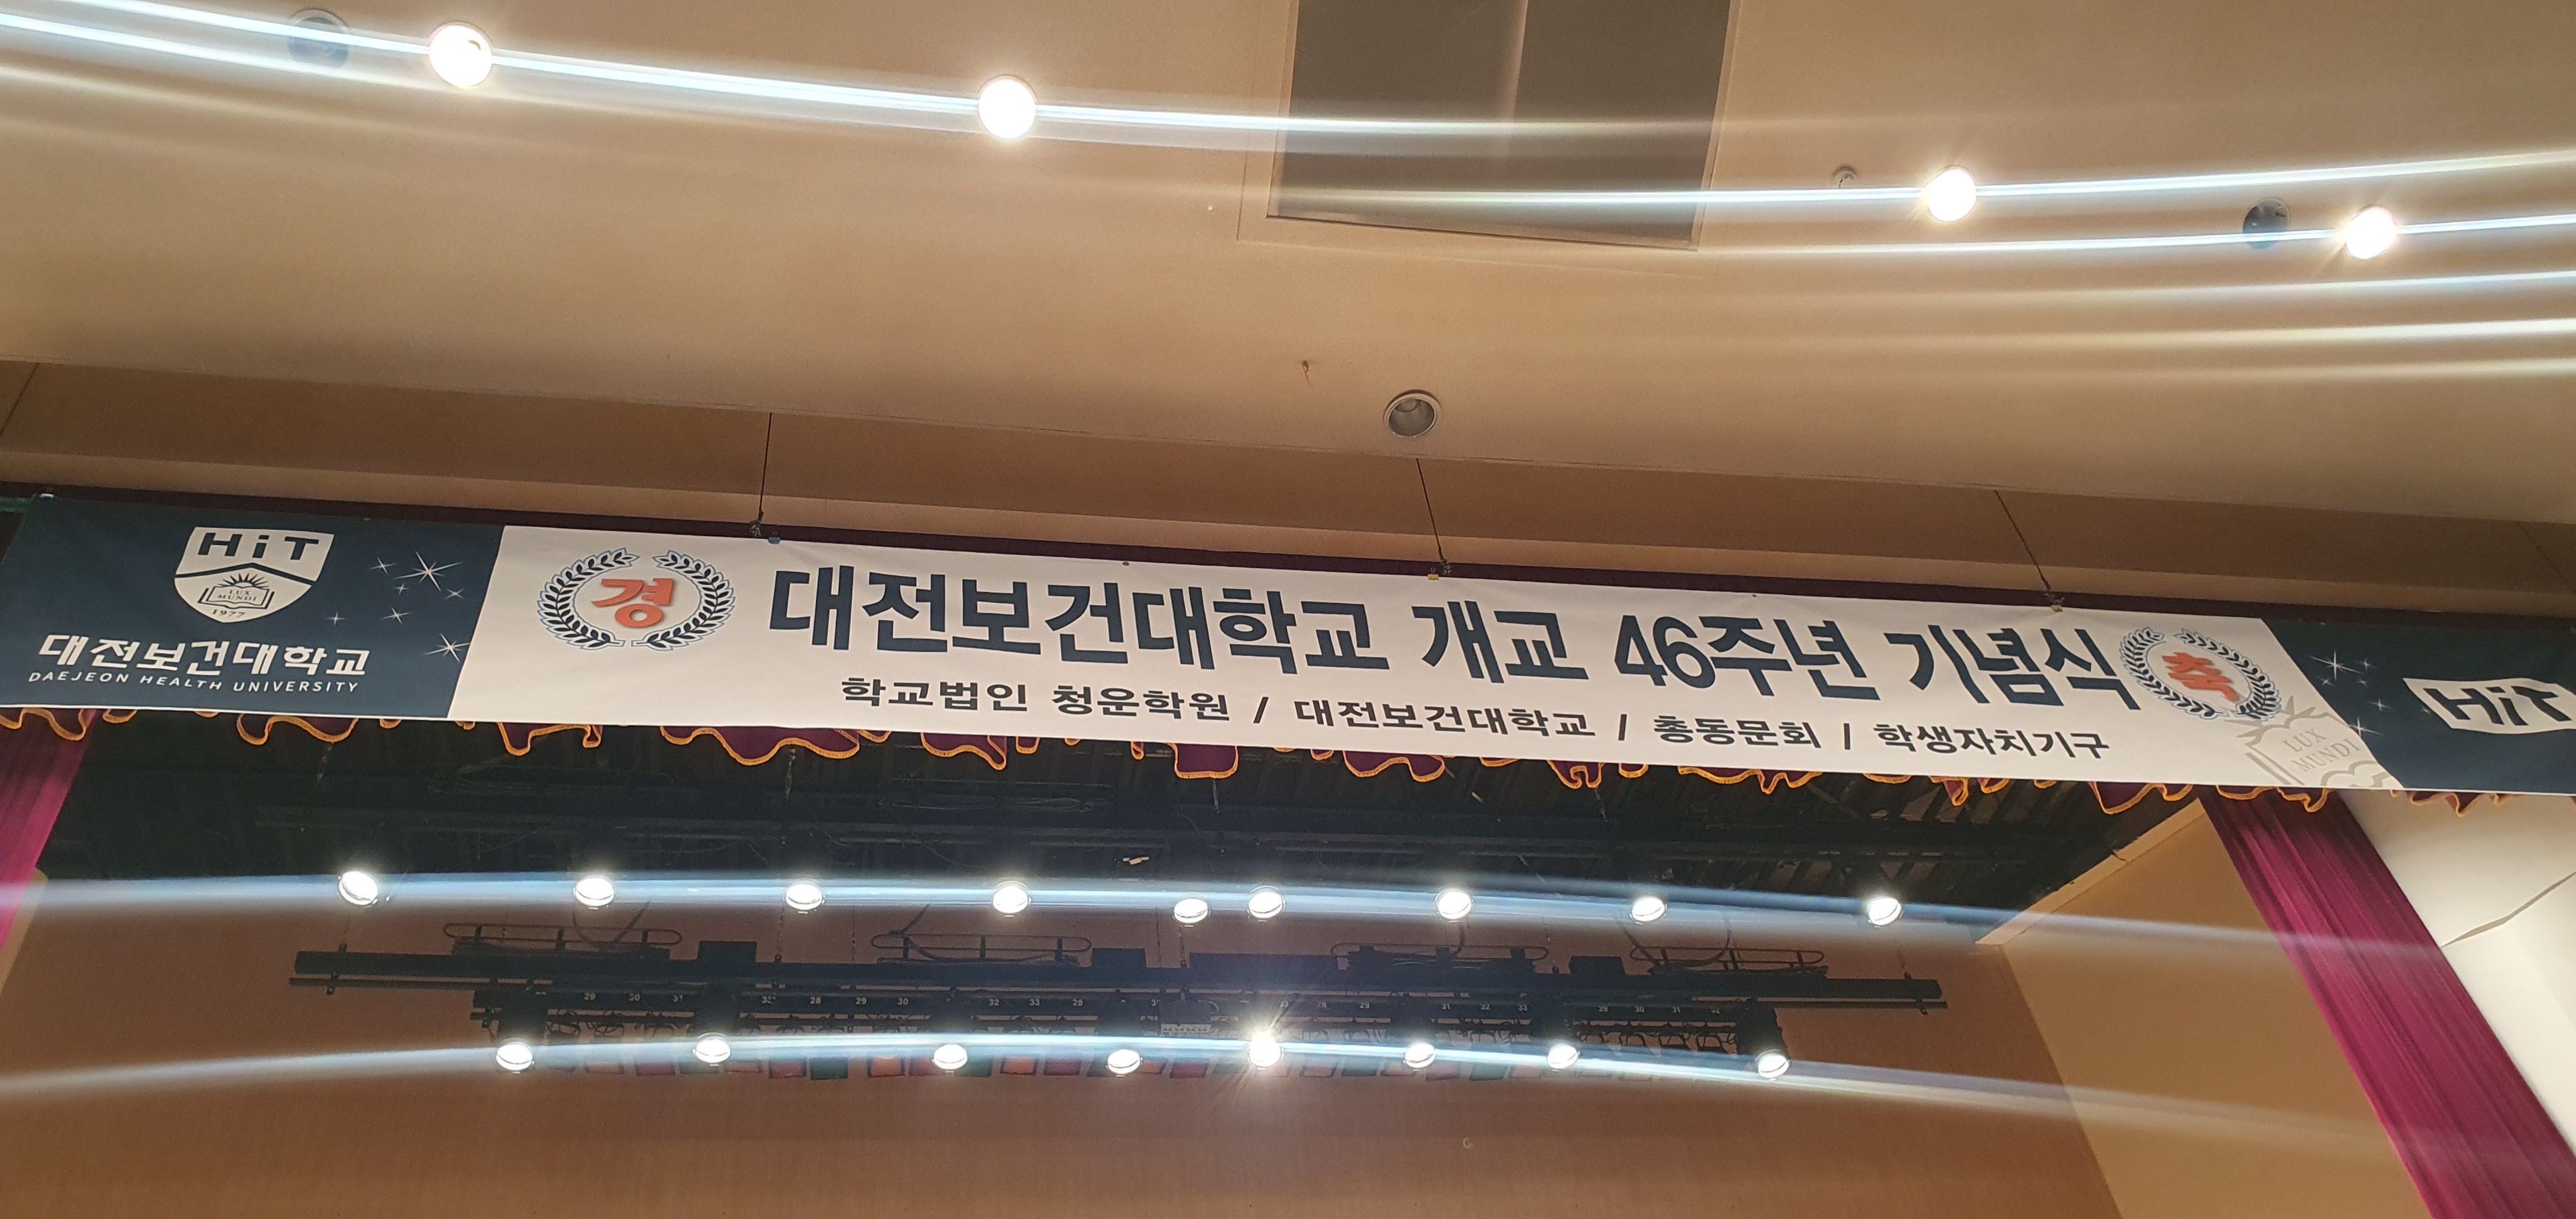 HiT
LUX
MUNDI
1977
대전보건대학교
DAEJEON HEALTH UNIVERSITY
경
대전보건대학교 개교 46주년 기념식
축
학교법인 청운학원 / 대전보건대학교 / 총동문회 / 학생자치기구
LUX
MUNDI
HiT